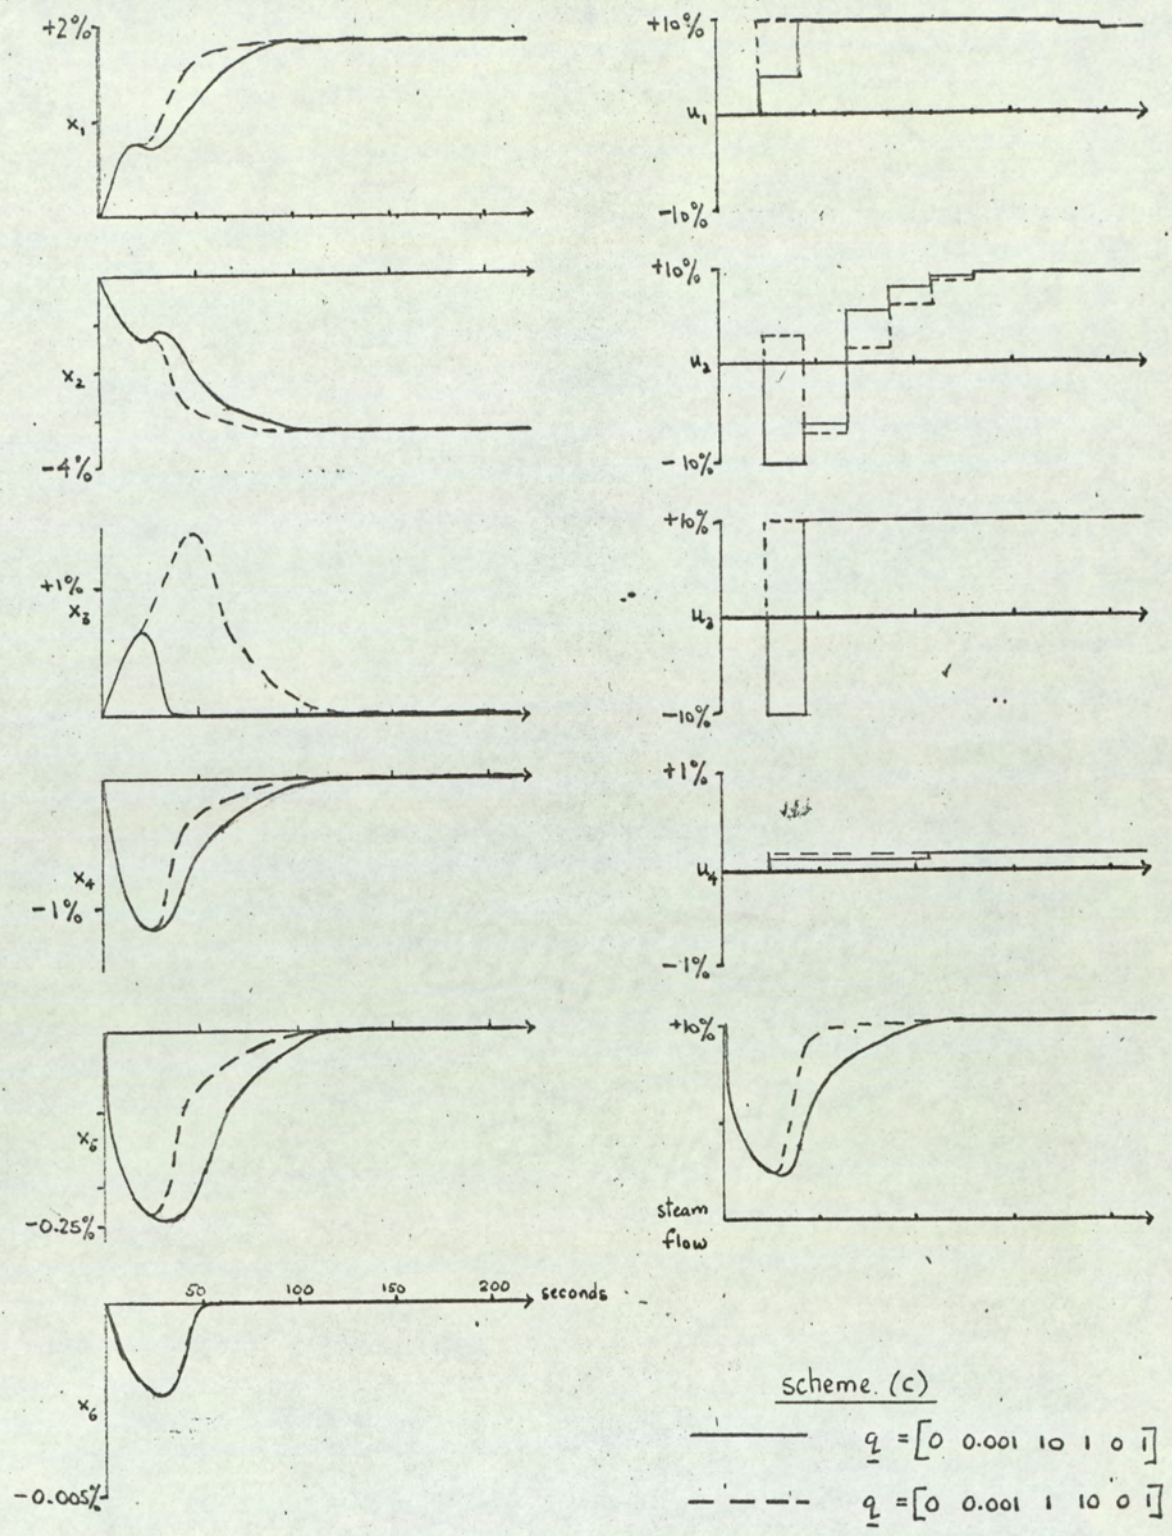 +2%
x₁
x₂
-4%
+1%
x₃
x₄
-1%
x₅
-0.25%
50 100 150 200 seconds
x₆
-0.005%
+10%
u₁
-10%
+10%
u₂
-10%
+10%
u₃
-10%
+1%
u₄
-1%
+10%
steam
flow
scheme. (c)
q = [0 0.001 10 1 0 1]
q = [0 0.001 1 10 0 1]